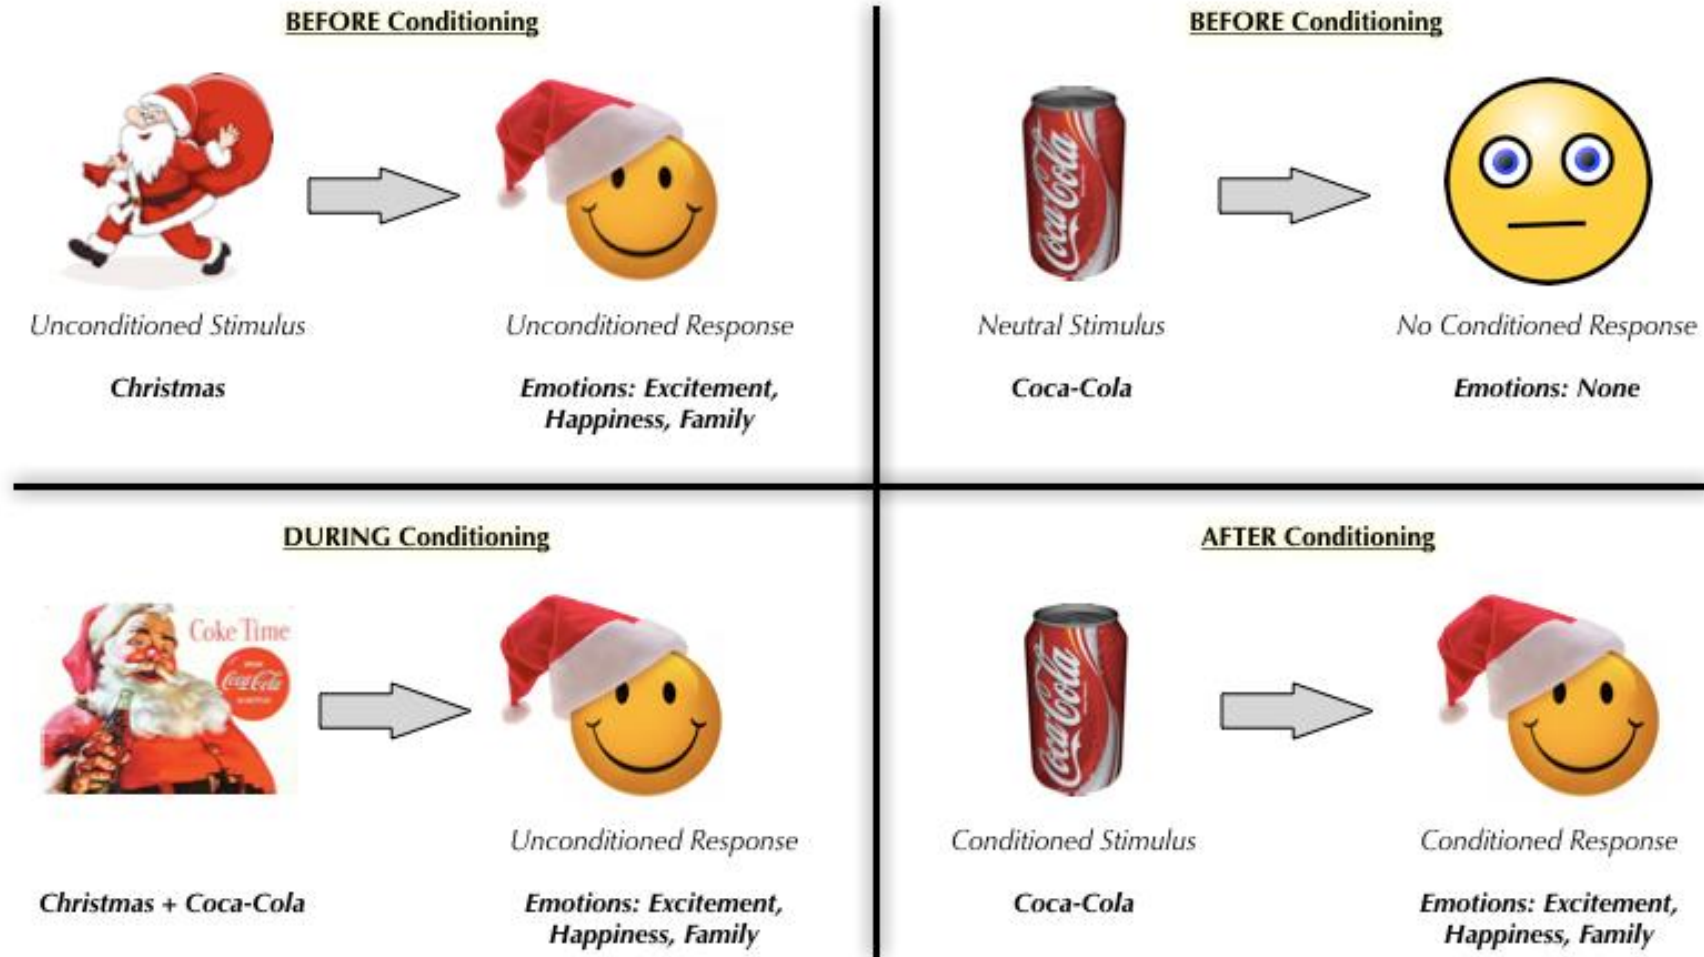 BEFORE Conditioning
Coca-Cola
Unconditioned Stimulus
Unconditioned Response
Christmas
Emotions: Excitement,
Happiness, Family
BEFORE Conditioning
Coca-Cola
Neutral Stimulus
No Conditioned Response
Coca-Cola
Emotions: None
DURING Conditioning
Coke Time
Coca-Cola
Unconditioned Response
Christmas + Coca-Cola
Emotions: Excitement,
Happiness, Family
AFTER Conditioning
Coca-Cola
Conditioned Stimulus
Conditioned Response
Coca-Cola
Emotions: Excitement,
Happiness, Family